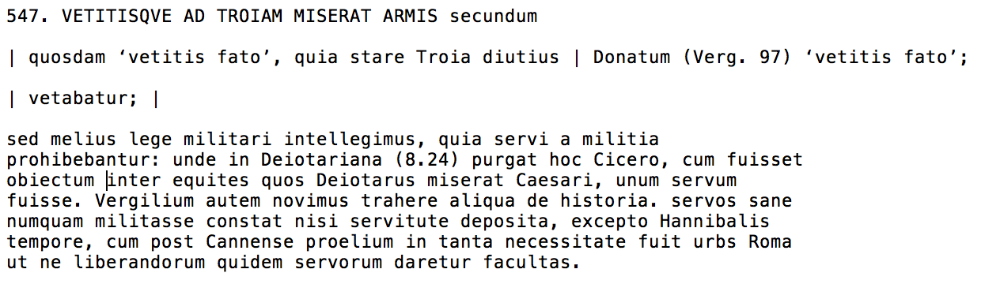 547. VETITISQVE AD TROIAM MISERAT ARMIS secundum
| quosdam ‘vetitis fato’, quia stare Troia diutius | Donatum (Verg. 97) ‘vetitis fato’;
| vetabatur; |
sed melius lege militari intellegimus, quia servi a militia
prohibebantur: unde in Deiotariana (8.24) purgat hoc Cicero, cum fuisset
obiectum inter equites quos Deiotarus miserat Caesari, unum servum
fuisse. Vergilium autem novimus trahere aliqua de historia. servos sane
numquam militasse constat nisi servitute deposita, excepto Hannibalis
tempore, cum post Cannense proelium in tanta necessitate fuit urbs Roma
ut ne liberandorum quidem servorum daretur facultas.